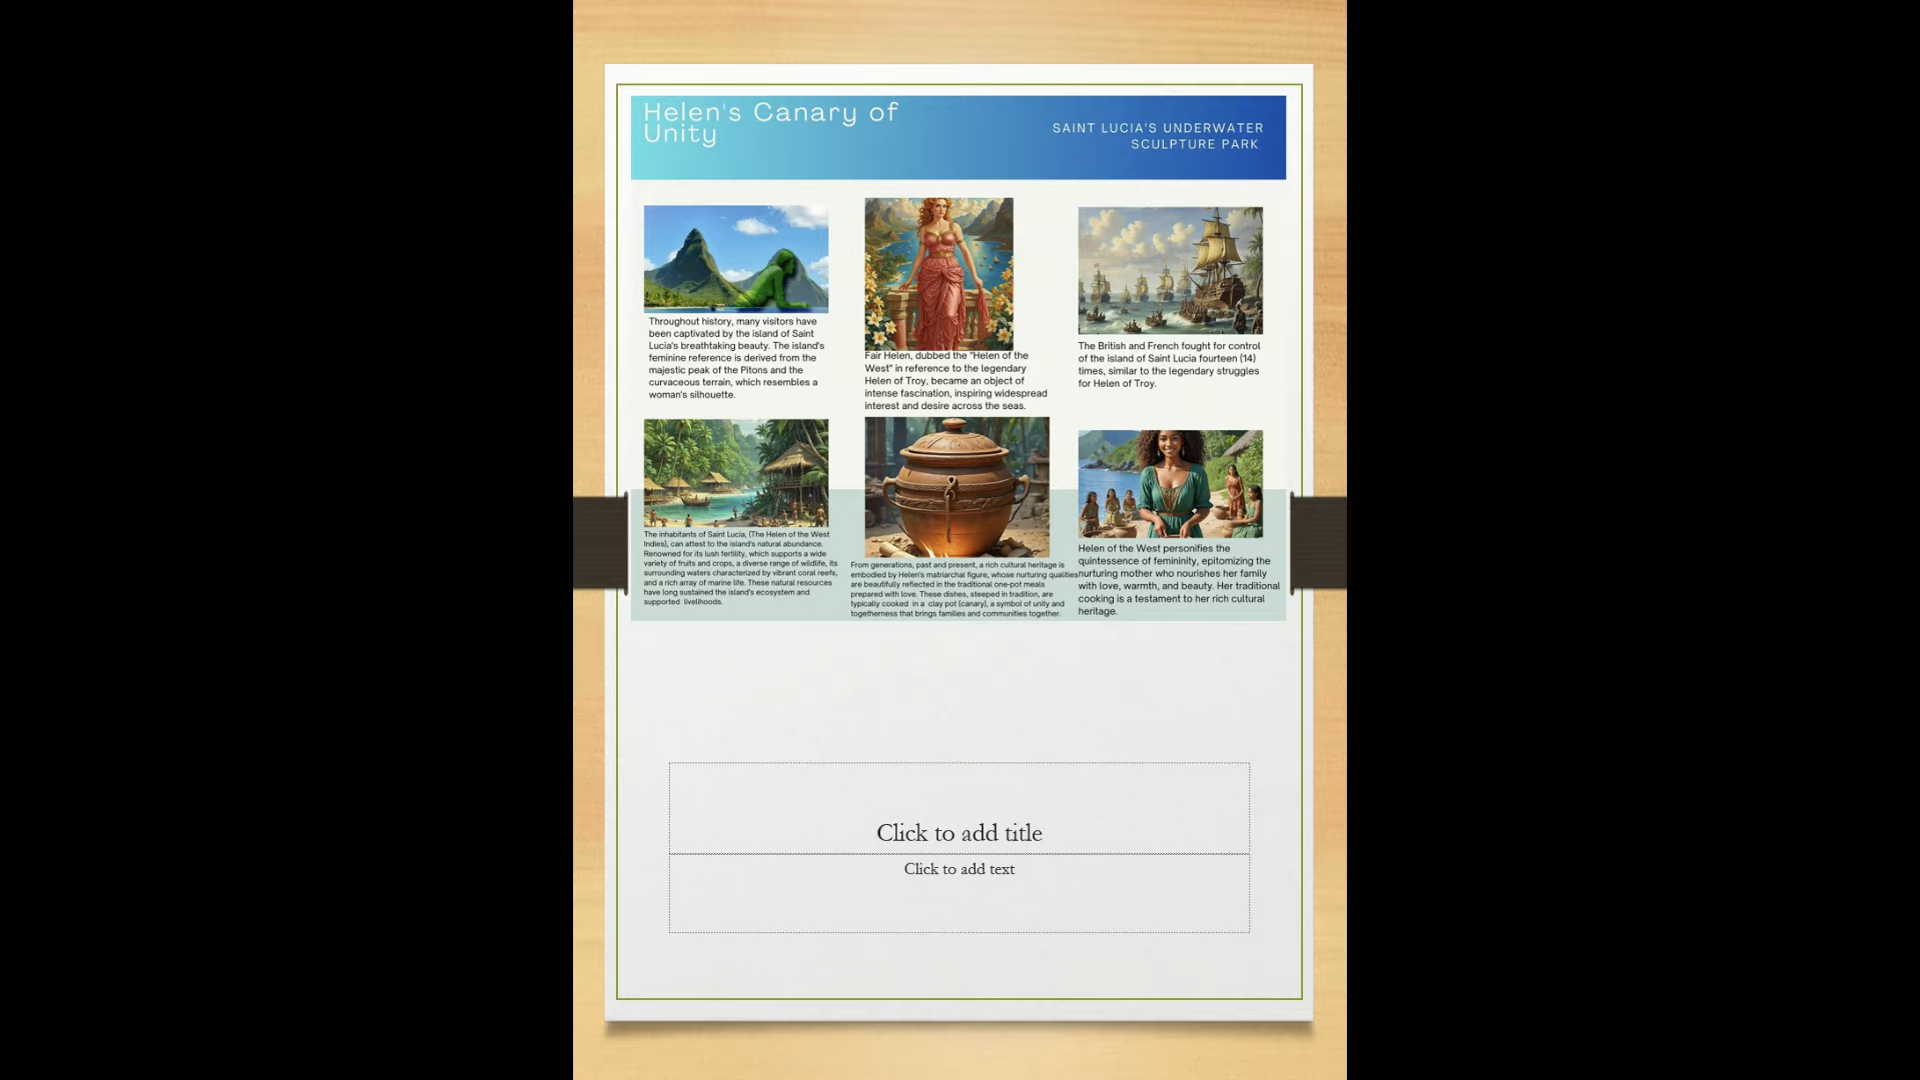 Helen's Canary of
Unity
SAINT LUCIA'S UNDERWATER
SCULPTURE PARK
Throughout history, many visitors have
been captivated by the island of Saint
Lucia's breathtaking beauty. The island's
feminine reference is derived from the
majestic peak of the Pitons and the
curvaceous terrain, which resembles a
woman's silhouette.
Fair Helen, dubbed the "Helen of the
West" in reference to the legendary
Helen of Troy, became an object of
intense fascination, inspiring widespread
interest and desire across the seas.
The British and French fought for control
of the island of Saint Lucia fourteen (14)
times, similar to the legendary struggles
for Helen of Troy.
The inhabitants of Saint Lucia, (The Helen of the West
Indies), can attest to the island's natural abundance.
Renowned for its lush fertility, which supports a wide
variety of fruits and crops, a diverse range of wildlife, its
surrounding waters characterized by vibrant coral reefs,
and a rich array of marine life. These natural resources
have long sustained the island's ecosystem and
supported livelihoods.
From generations, past and present, a rich cultural heritage is
embodied by Helen's matriarchal figure, whose nurturing qualities
are beautifully reflected in the traditional one-pot meals
prepared with love. These dishes, steeped in tradition, are
typically cooked in a clay pot (canary), a symbol of unity and
togetherness that brings families and communities together.
Helen of the West personifies the
quintessence of femininity, epitomizing the
nurturing mother who nourishes her family
with love, warmth, and beauty. Her traditional
cooking is a testament to her rich cultural
heritage.
Click to add title
Click to add text